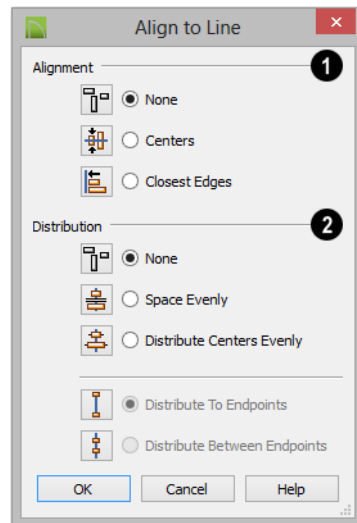 Align to Line
Alignment
1
None
Centers
Closest Edges
Distribution
2
None
Space Evenly
Distribute Centers Evenly
Distribute To Endpoints
Distribute Between Endpoints
OK Cancel Help